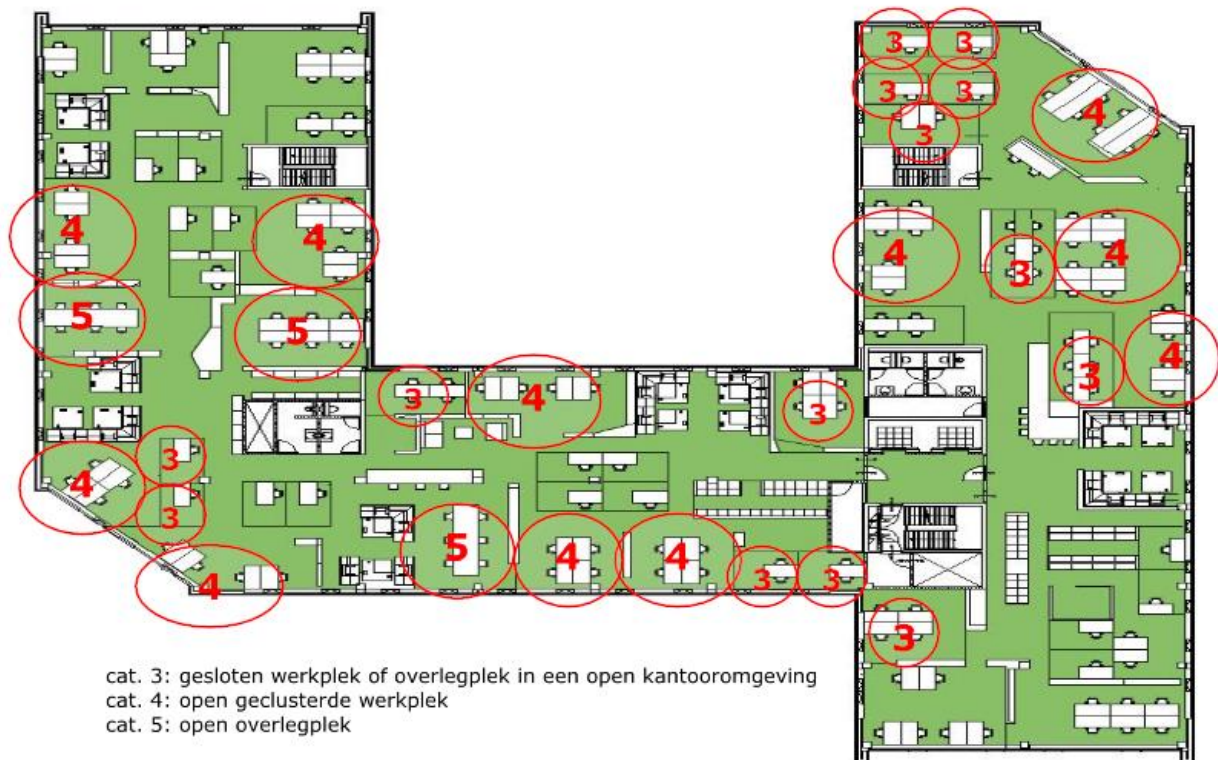 3 3
3 3 4
3
4 4 4 3 4
5 5
3 4
3 4 3
3
4
3
5 4 4
4 3 3
3
cat. 3: gesloten werkplek of overlegplek in een open kantooromgeving
cat. 4: open geclusterde werkplek
cat. 5: open overlegplek